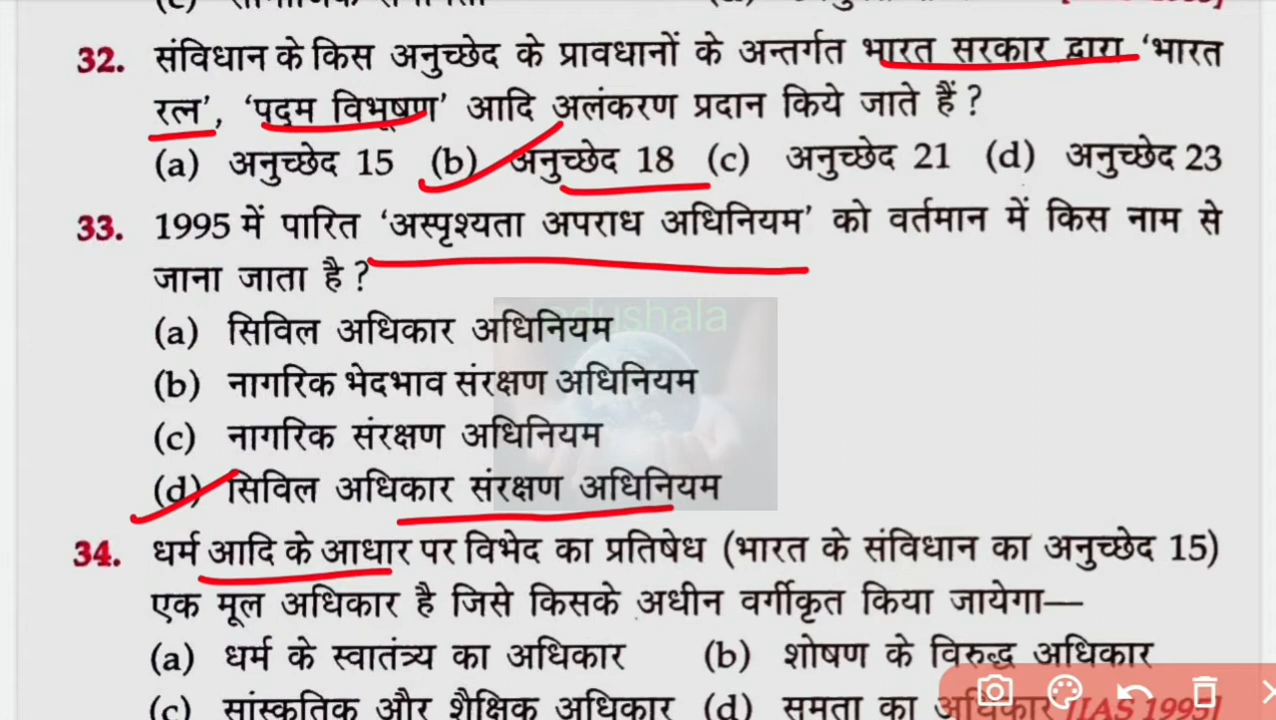 32. संविधान के किस अनुच्छेद के प्रावधानों के अन्तर्गत भारत सरकार द्वारा ‘भारत
रत्न’, ‘पदम विभूषण’ आदि अलंकरण प्रदान किये जाते हैं ?
(a) अनुच्छेद 15 (b) अनुच्छेद 18 (c) अनुच्छेद 21 (d) अनुच्छेद 23
33. 1995 में पारित ‘अस्पृश्यता अपराध अधिनियम’ को वर्तमान में किस नाम से
जाना जाता है ?
(a) सिविल अधिकार अधिनियम
(b) नागरिक भेदभाव संरक्षण अधिनियम
(c) नागरिक संरक्षण अधिनियम
(d) सिविल अधिकार संरक्षण अधिनियम
34. धर्म आदि के आधार पर विभेद का प्रतिषेध (भारत के संविधान का अनुच्छेद 15)
एक मूल अधिकार है जिसे किसके अधीन वर्गीकृत किया जायेगा—
(a) धर्म के स्वातंत्र्य का अधिकार (b) शोषण के विरुद्ध अधिकार
(c) सांस्कृतिक और शैक्षिक अधिकार (d) समता का अधिकार [IAS 1995]